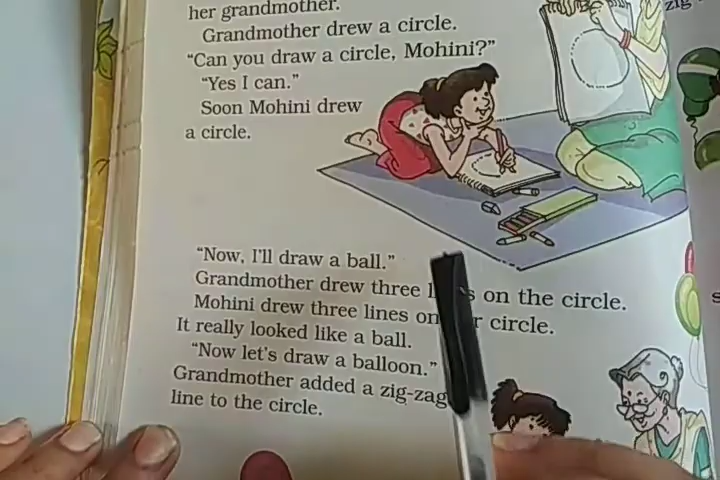 her grandmother.
Grandmother drew a circle.
“Can you draw a circle, Mohini?”
“Yes I can.”
Soon Mohini drew
a circle.
“Now, I'll draw a ball.”
Grandmother drew three on the circle.
Mohini drew three lines on circle.
It really looked like a ball.
“Now let's draw a balloon.”
Grandmother added a zig-zag
line to the circle.
zig